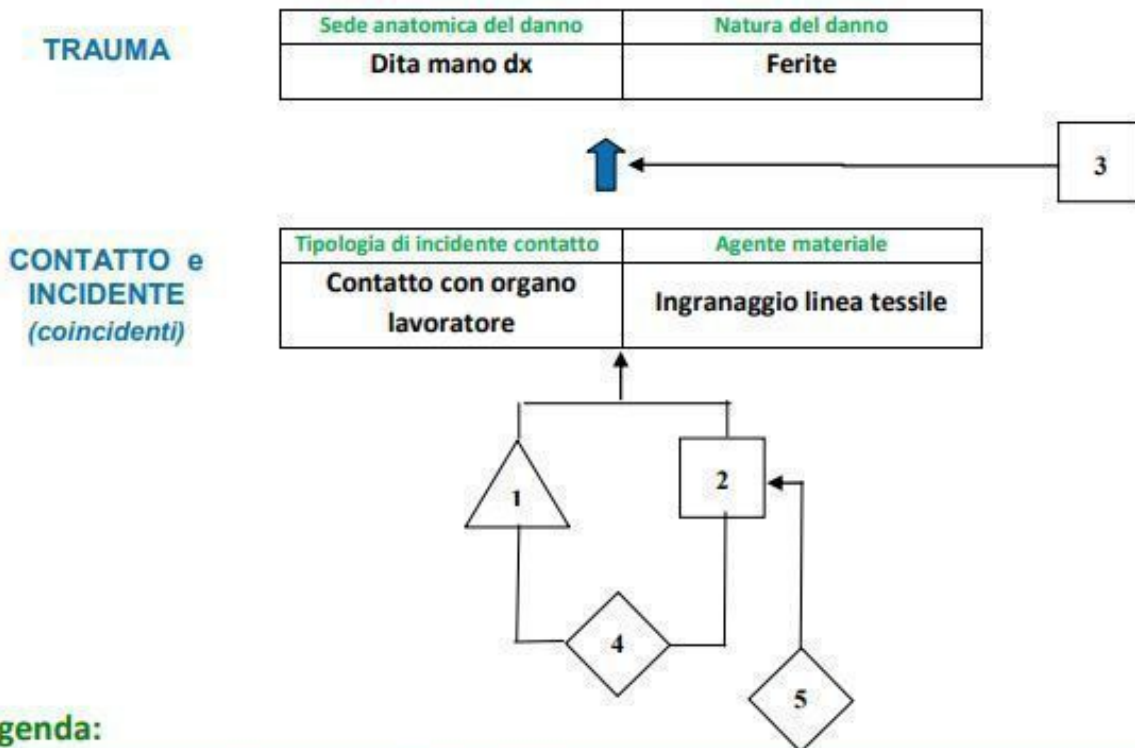 TRAUMA
Sede anatomica del danno
Natura del danno
Dita mano dx
Ferite
3
CONTATTO e
INCIDENTE
(coincidenti)
Tipologia di incidente contatto
Agente materiale
Contatto con organo
lavoratore
Ingranaggio linea tessile
1
2
4
5
genda: